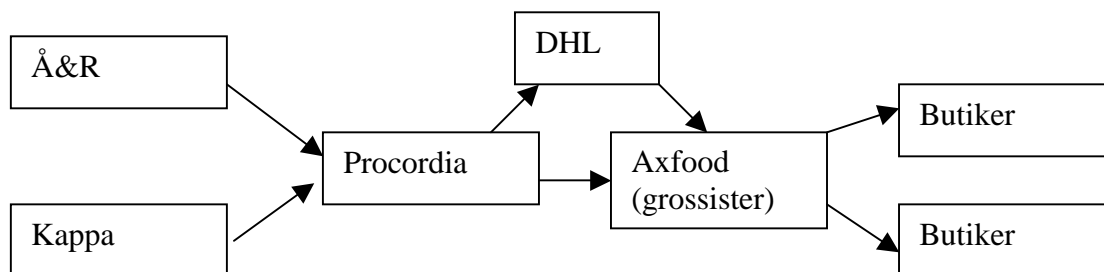 DHL
Å&R
Butiker
Procordia
Axfood
(grossister)
Kappa
Butiker